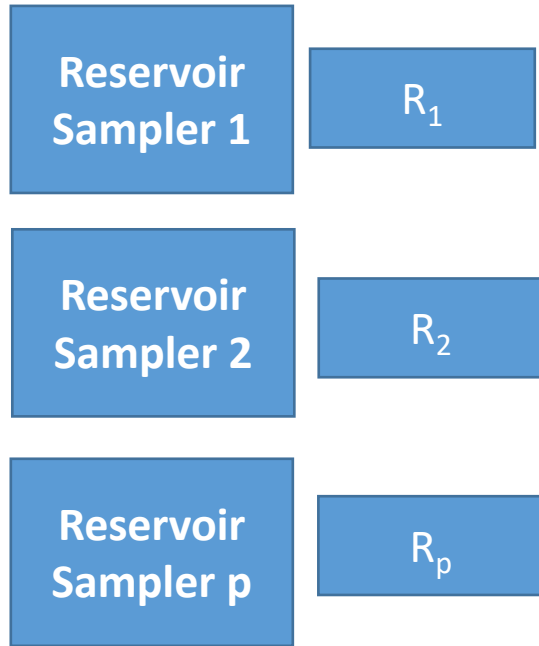 Reservoir
Sampler 1
R₁
Reservoir
Sampler 2
R₂
Reservoir
Sampler p
Rₚ